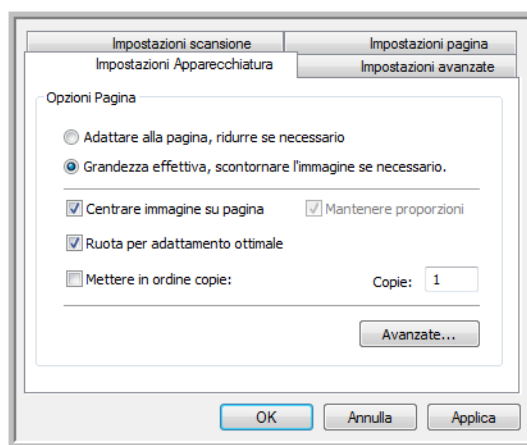 Impostazioni scansione
Impostazioni pagina
Impostazioni Apparecchiatura
Impostazioni avanzate
Opzioni Pagina
Adattare alla pagina, ridurre se necessario
Grandezza effettiva, scontornare l'immagine se necessario.
Centrare immagine su pagina
Mantenere proporzioni
Ruota per adattamento ottimale
Mettere in ordine copie:
Copie: 1
Avanzate...
OK
Annulla
Applica